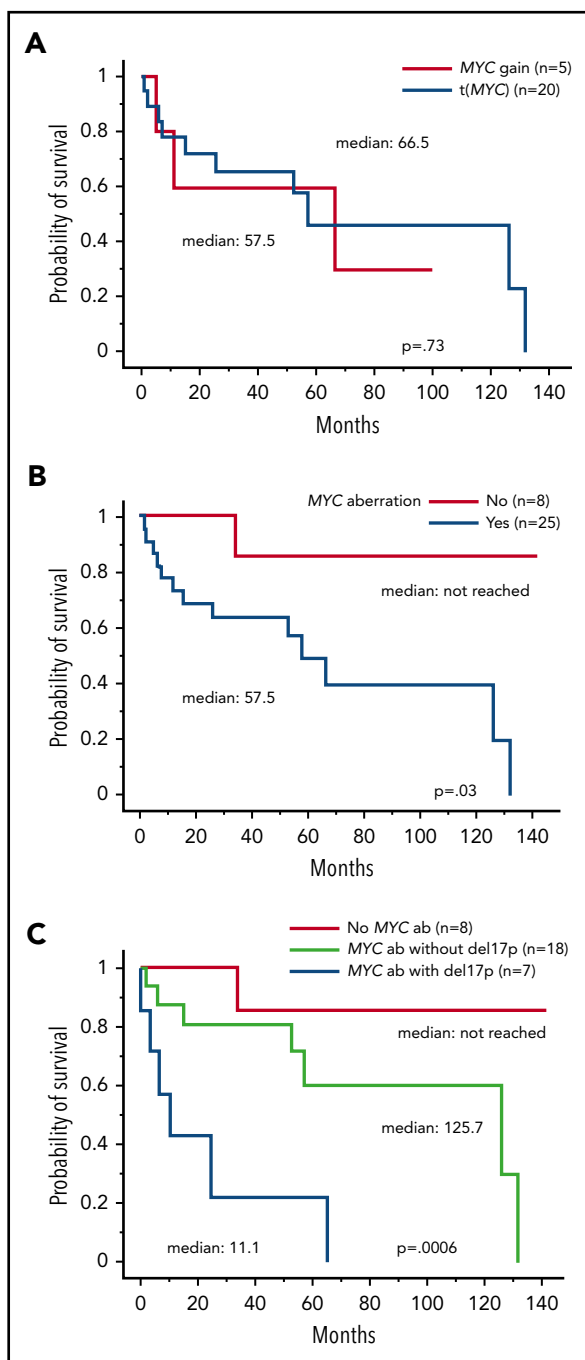 A
MYC gain (n=5)
t(MYC) (n=20)
median: 66.5
median: 57.5
p=.73
Probability of survival
1
0.8
0.6
0.4
0.2
0
0 20 40 60 80 100 120 140
Months
B
MYC aberration
No (n=8)
Yes (n=25)
median: not reached
median: 57.5
p=.03
Probability of survival
1
0.8
0.6
0.4
0.2
0
0 20 40 60 80 100 120 140
Months
C
No MYC ab (n=8)
MYC ab without del17p (n=18)
MYC ab with del17p (n=7)
median: not reached
median: 125.7
median: 11.1
p=.0006
Probability of survival
1
0.8
0.6
0.4
0.2
0
0 20 40 60 80 100 120 140
Months